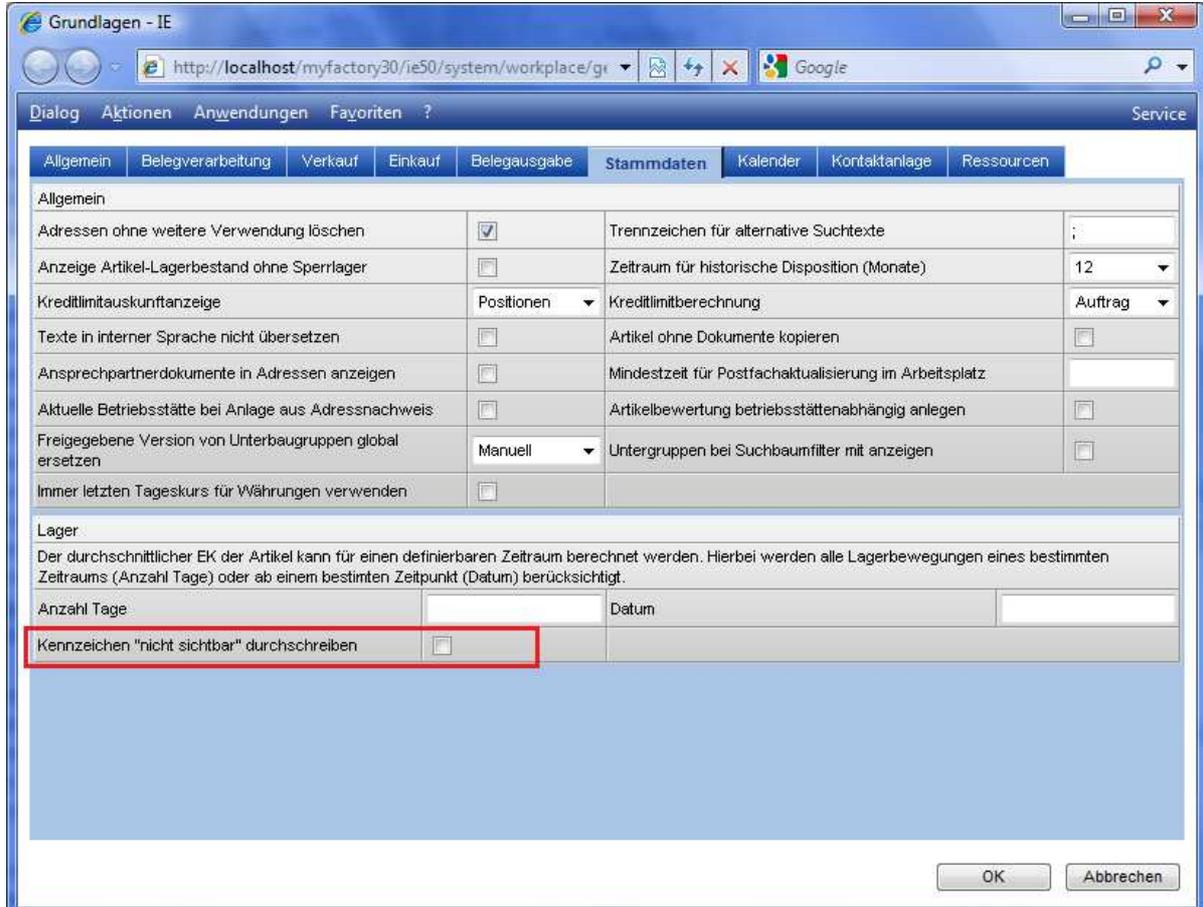 Grundlagen - IE
http://localhost/myfactory30/ie50/system/workplace/ge
Google
Dialog Aktionen Anwendungen Favoriten ? Service
Allgemein Belegverarbeitung Verkauf Einkauf Belegausgabe Stammdaten Kalender Kontaktanlage Ressourcen
Allgemein
Adressen ohne weitere Verwendung löschen Trennzeichen für alternative Suchtexte ;
Anzeige Artikel-Lagerbestand ohne Sperrlager Zeitraum für historische Disposition (Monate) 12
Kreditlimitauskunftanzeige Positionen Kreditlimitberechnung Auftrag
Texte in interner Sprache nicht übersetzen Artikel ohne Dokumente kopieren
Ansprechpartnerdokumente in Adressen anzeigen Mindestzeit für Postfachaktualisierung im Arbeitsplatz
Aktuelle Betriebsstätte bei Anlage aus Adressnachweis Artikelbewertung betriebsstättenabhängig anlegen
Freigegebene Version von Unterbaugruppen global
ersetzen Manuell Untergruppen bei Suchbaumfilter mit anzeigen
Immer letzten Tageskurs für Währungen verwenden
Lager
Der durchschnittlicher EK der Artikel kann für einen definierbaren Zeitraum berechnet werden. Hierbei werden alle Lagerbewegungen eines bestimmten
Zeitraums (Anzahl Tage) oder ab einem bestimten Zeitpunkt (Datum) berücksichtigt.
Anzahl Tage Datum
Kennzeichen "nicht sichtbar" durchschreiben
OK Abbrechen